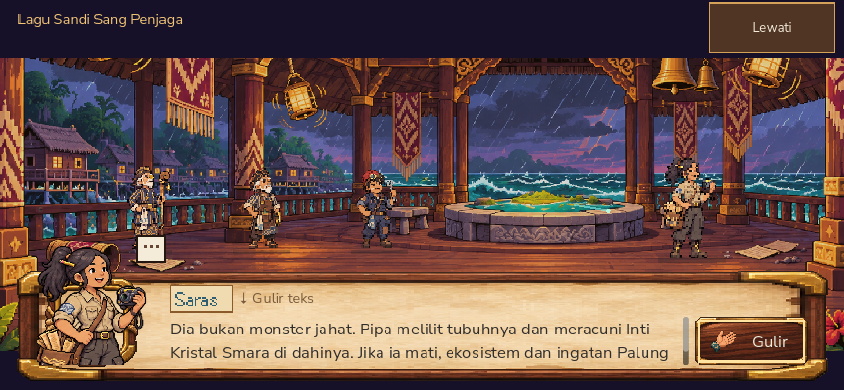 Lagu Sandi Sang Penjaga
Lewati
...
Saras
↓ Gulir teks
Dia bukan monster jahat. Pipa melilit tubuhnya dan meracuni Inti
Kristal Smara di dahinya. Jika ia mati, ekosistem dan ingatan Palung
Gulir